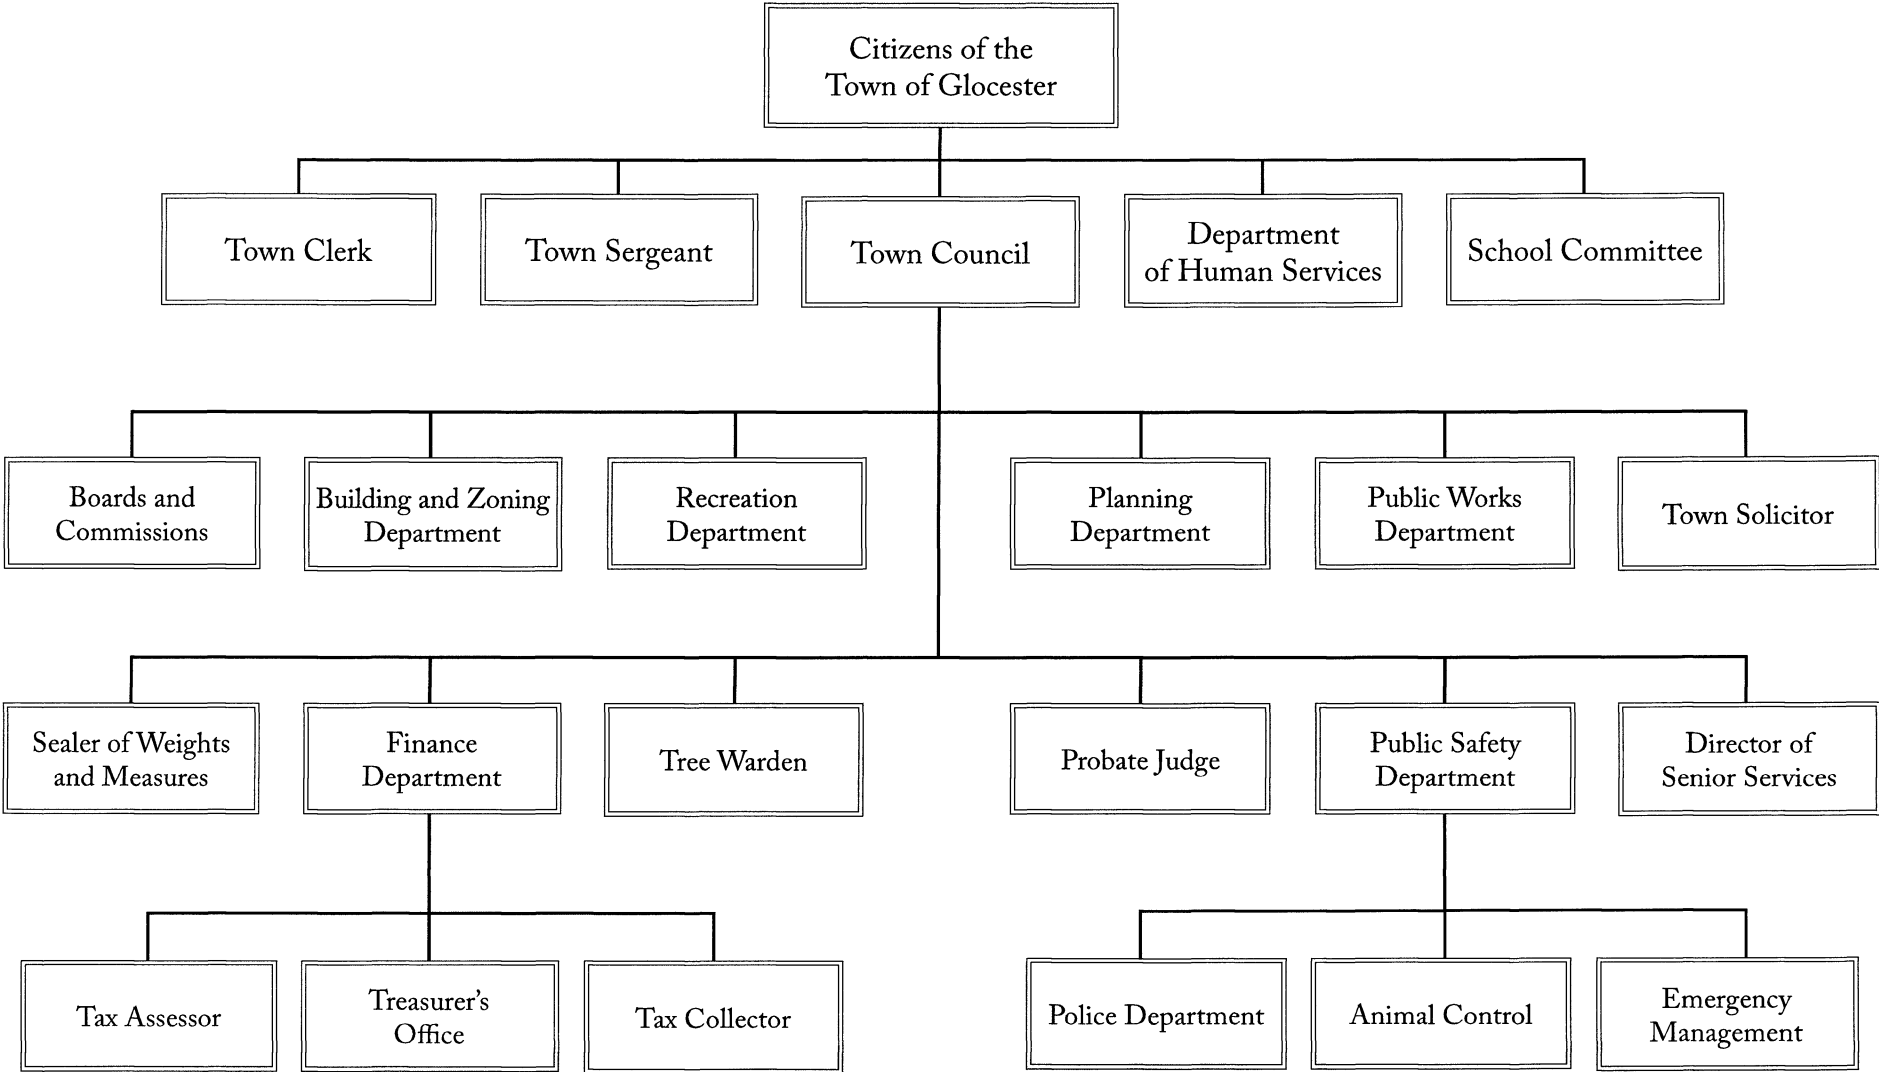 Citizens of the
Town of Glocester
Town Clerk
Town Sergeant
Town Council
Department
of Human Services
School Committee
Boards and
Commissions
Building and Zoning
Department
Recreation
Department
Planning
Department
Public Works
Department
Town Solicitor
Sealer of Weights
and Measures
Finance
Department
Tree Warden
Probate Judge
Public Safety
Department
Director of
Senior Services
Tax Assessor
Treasurer's
Office
Tax Collector
Police Department
Animal Control
Emergency
Management